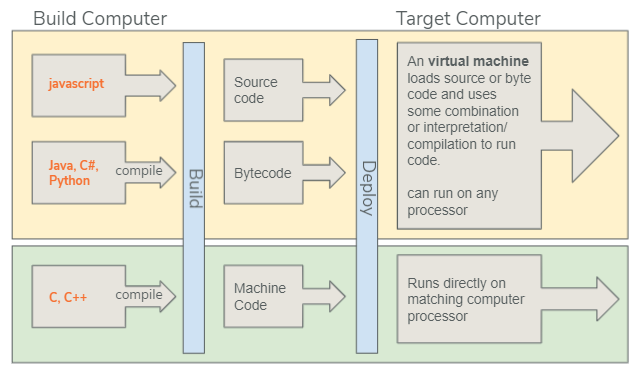 Build Computer
Target Computer
javascript
Source
code
An virtual machine
loads source or byte
code and uses
some combination
or interpretation/
compilation to run
code.
can run on any
processor
Java, C#,
Python
compile
Build
Bytecode
Deploy
C, C++
compile
Machine
Code
Runs directly on
matching computer
processor